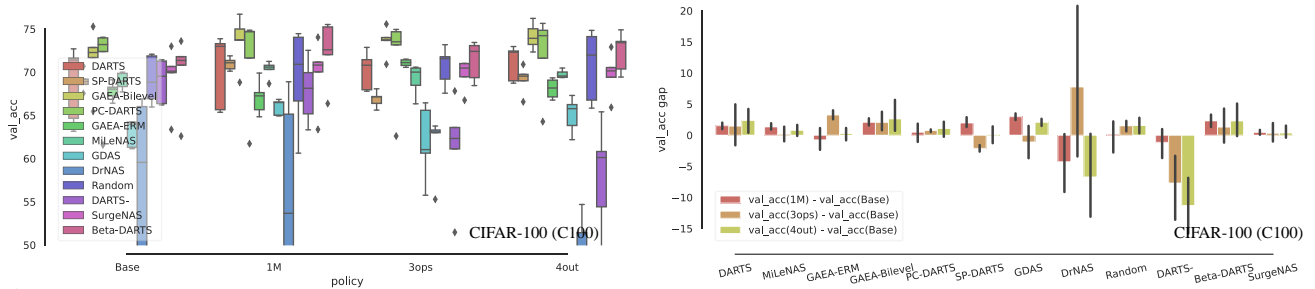 75
70
65
60
55
50
val_acc
DARTS
SP-DARTS
GAEA-Bilevel
PC-DARTS
GAEA-ERM
MiLeNAS
GDAS
DrNAS
Random
DARTS-
SurgeNAS
Beta-DARTS
CIFAR-100 (C100)
Base 1M 3ops 4out
policy
20
15
10
5
0
−5
−10
−15
val_acc gap
val_acc(1M) - val_acc(Base)
val_acc(3ops) - val_acc(Base)
val_acc(4out) - val_acc(Base)
CIFAR-100 (C100)
DARTS MiLeNAS GAEA-ERM GAEA-Bilevel PC-DARTS SP-DARTS GDAS DrNAS Random DARTS- Beta-DARTS SurgeNAS